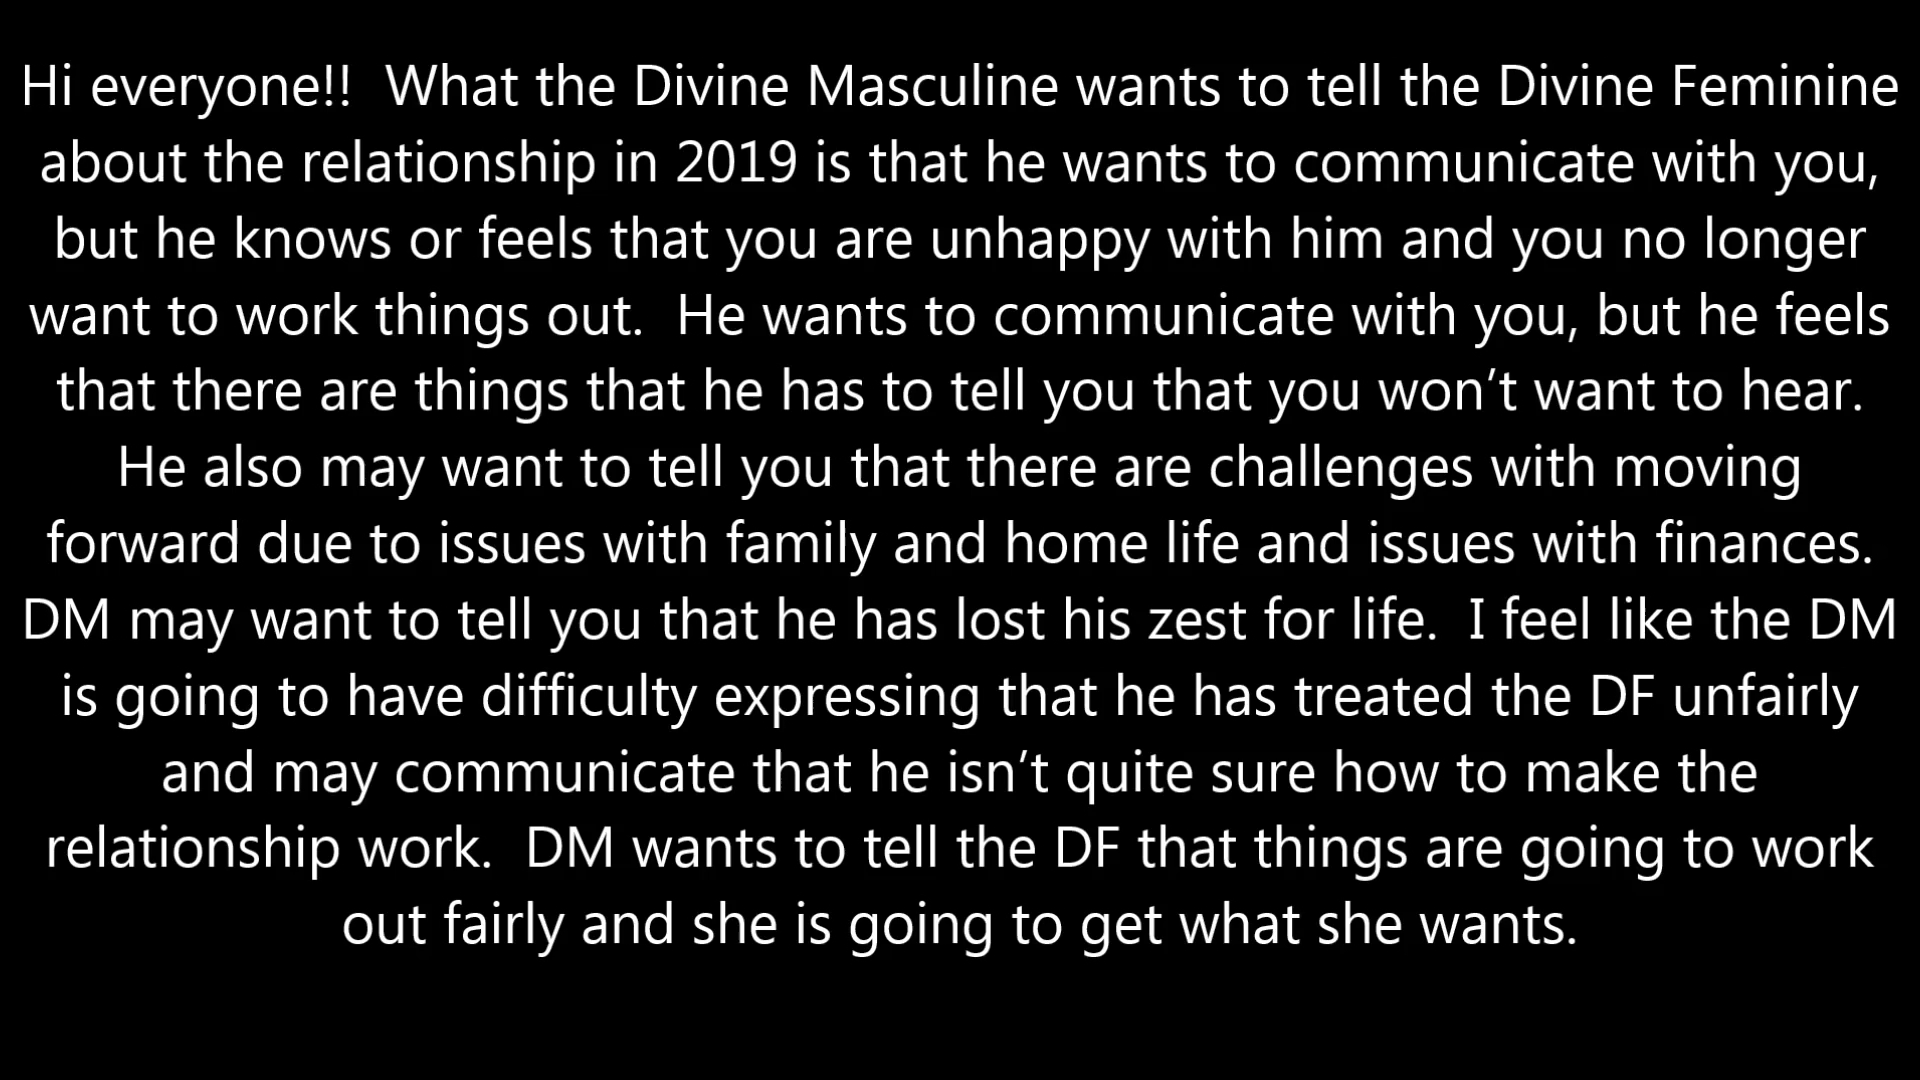 Hi everyone!!  What the Divine Masculine wants to tell the Divine Feminine
about the relationship in 2019 is that he wants to communicate with you,
but he knows or feels that you are unhappy with him and you no longer
want to work things out.  He wants to communicate with you, but he feels
that there are things that he has to tell you that you won’t want to hear.
He also may want to tell you that there are challenges with moving
forward due to issues with family and home life and issues with finances.
DM may want to tell you that he has lost his zest for life.  I feel like the DM
is going to have difficulty expressing that he has treated the DF unfairly
and may communicate that he isn’t quite sure how to make the
relationship work.  DM wants to tell the DF that things are going to work
out fairly and she is going to get what she wants.